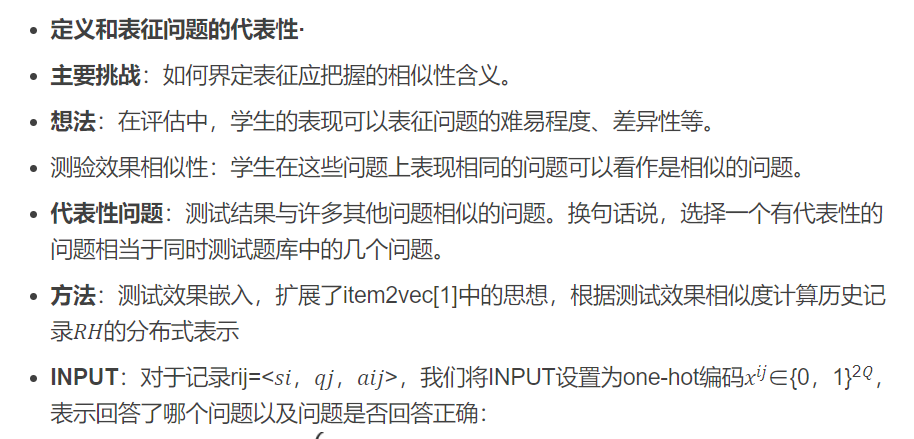 • 定义和表征问题的代表性·
• 主要挑战：如何界定表征应把握的相似性含义。
• 想法：在评估中，学生的表现可以表征问题的难易程度、差异性等。
• 测验效果相似性：学生在这些问题上表现相同的问题可以看作是相似的问题。
• 代表性问题：测试结果与许多其他问题相似的问题。换句话说，选择一个有代表性的
问题相当于同时测试题库中的几个问题。
• 方法：测试效果嵌入，扩展了item2vec[1]中的思想，根据测试效果相似度计算历史记
录𝑅𝐻的分布式表示
• INPUT：对于记录rij=<𝑠𝑖，𝑞𝑗，𝑎𝑖𝑗>，我们将INPUT设置为one-hot编码𝑥^{𝑖𝑗}∈{0，1}^{2𝑄}，
表示回答了哪个问题以及问题是否回答正确：